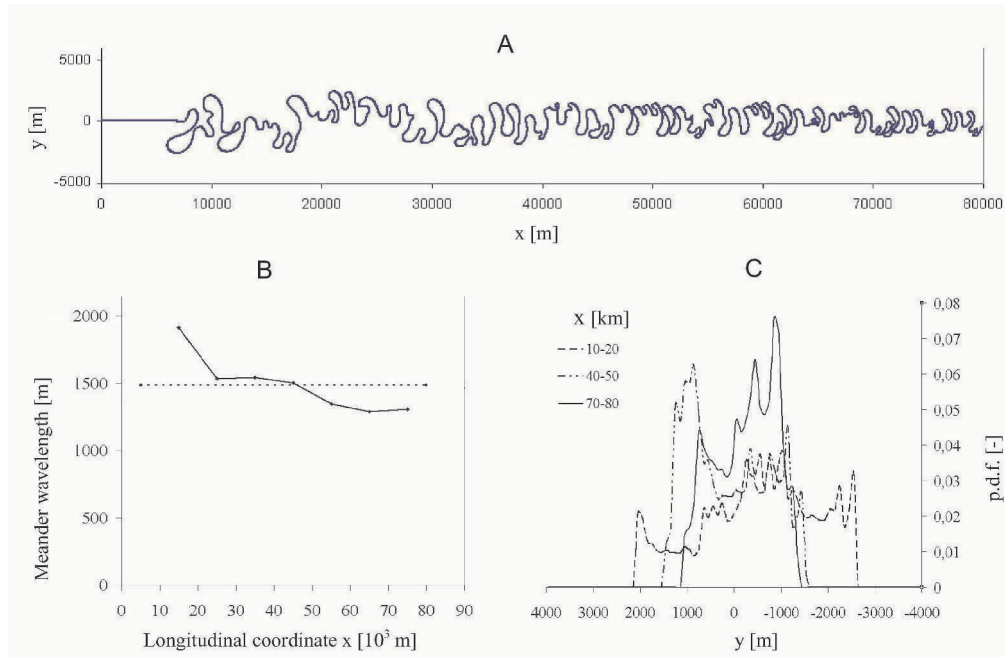 A
y [m]
5000
0
-5000
0 10000 20000 30000 40000 50000 60000 70000 80000
x [m]
B
Meander wavelength [m]
2000
1500
1000
500
0
0 10 20 30 40 50 60 70 80 90
Longitudinal coordinate x [10³ m]
C
x [km]
10-20
40-50
70-80
0,08
0,07
0,06
0,05
0,04
0,03
0,02
0,01
0
p.d.f. [-]
4000 3000 2000 1000 0 -1000 -2000 -3000 -4000
y [m]